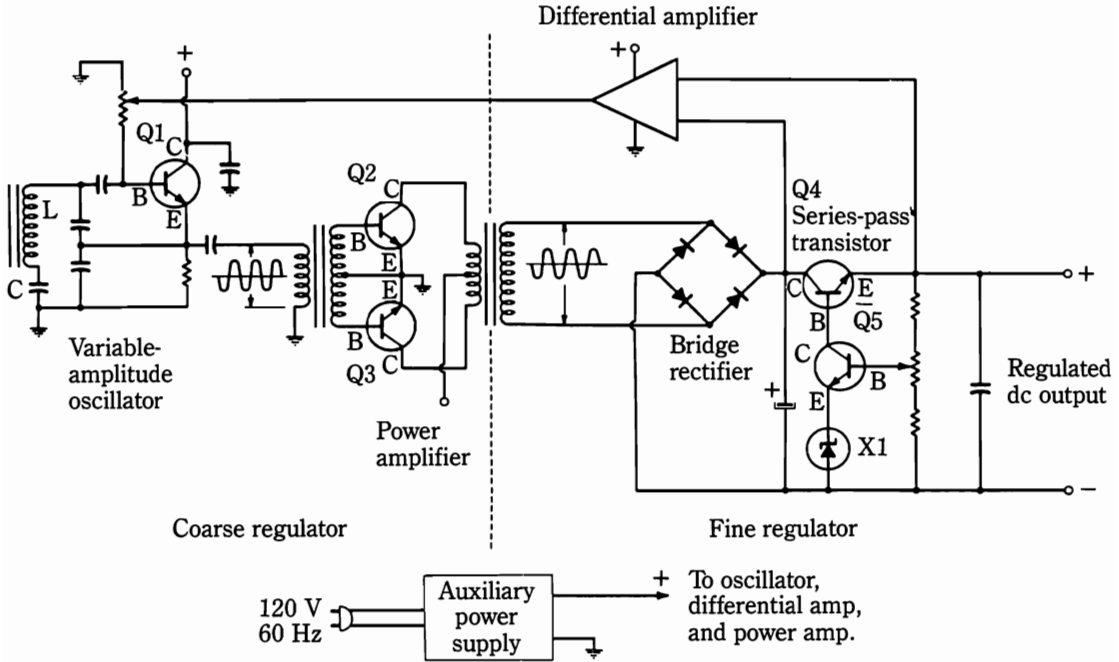 Differential amplifier
+
+
Q1
C
B
E
L
C
Q2
C
B
E
E
B
C
Q3
Q4
Series-pass
transistor
C
E
Q5
B
C
B
E
X1
+
+
−
Bridge
rectifier
Regulated
dc output
Variable-
amplitude
oscillator
Power
amplifier
Coarse regulator
Fine regulator
120 V
60 Hz
Auxiliary
power
supply
+
To oscillator,
differential amp,
and power amp.